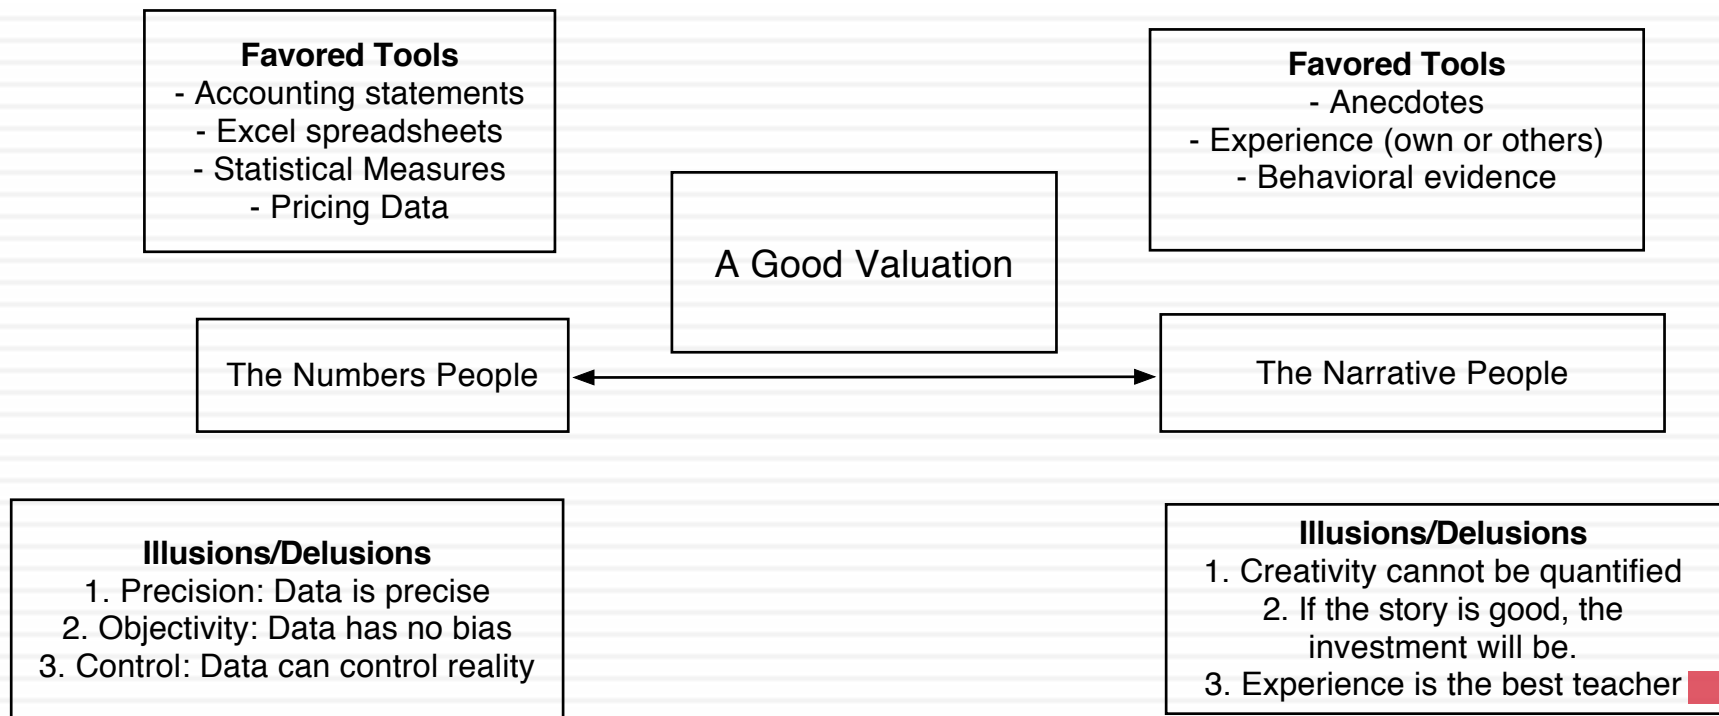 Favored Tools
- Accounting statements
- Excel spreadsheets
- Statistical Measures
- Pricing Data
Favored Tools
- Anecdotes
- Experience (own or others)
- Behavioral evidence
A Good Valuation
The Numbers People
The Narrative People
Illusions/Delusions
1. Precision: Data is precise
2. Objectivity: Data has no bias
3. Control: Data can control reality
Illusions/Delusions
1. Creativity cannot be quantified
2. If the story is good, the
investment will be.
3. Experience is the best teacher